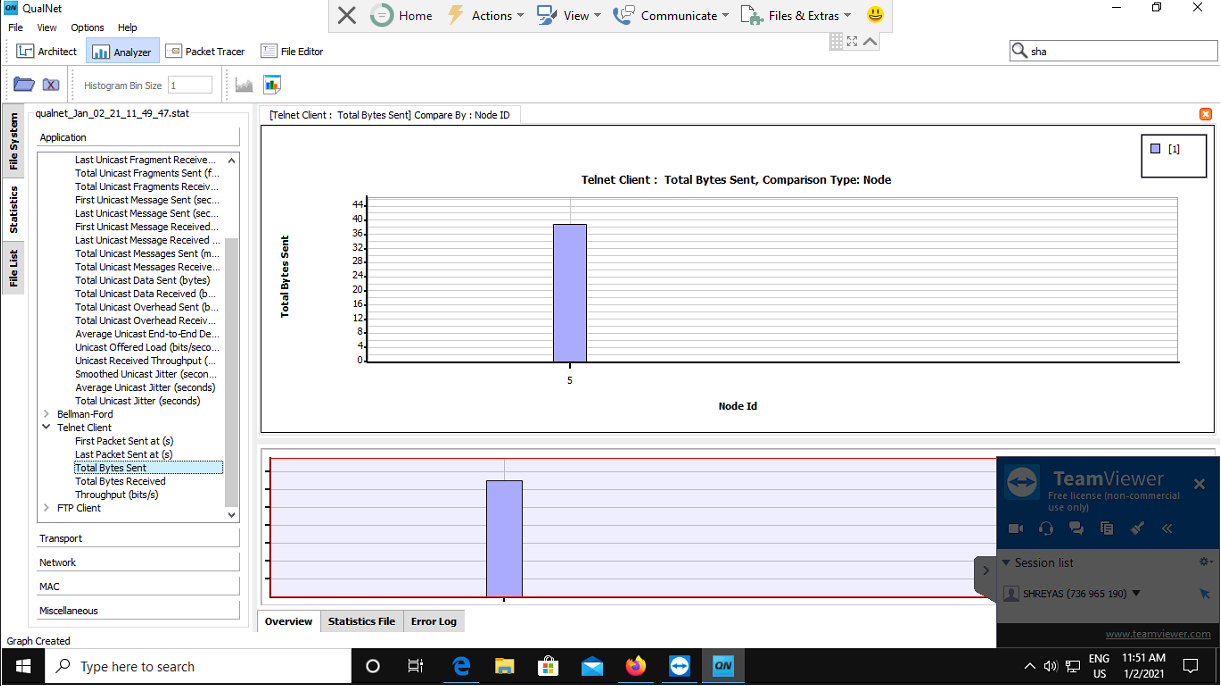 QN QualNet
Home Actions View Communicate Files & Extras
File View Options Help
Architect Analyzer Packet Tracer File Editor
sha
Histogram Bin Size 1
File System
Statistics
File List
qualnet_Jan_02_21_11_49_47.stat
Application
Last Unicast Fragment Receive...
Total Unicast Fragments Sent (f...
Total Unicast Fragments Receiv...
First Unicast Message Sent (sec...
Last Unicast Message Sent (sec...
First Unicast Message Received...
Last Unicast Message Received ...
Total Unicast Messages Sent (m...
Total Unicast Messages Receive...
Total Unicast Data Sent (bytes)
Total Unicast Data Received (b...
Total Unicast Overhead Sent (b...
Total Unicast Overhead Receiv...
Average Unicast End-to-End De...
Unicast Offered Load (bits/seco...
Unicast Received Throughput (...
Smoothed Unicast Jitter (secon...
Average Unicast Jitter (seconds)
Total Unicast Jitter (seconds)
Bellman-Ford
Telnet Client
First Packet Sent at (s)
Last Packet Sent at (s)
Total Bytes Sent
Total Bytes Received
Throughput (bits/s)
FTP Client
Transport
Network
MAC
Miscellaneous
Graph Created
[Telnet Client : Total Bytes Sent] Compare By : Node ID
[1]
Telnet Client : Total Bytes Sent, Comparison Type: Node
Total Bytes Sent
44
40
36
32
28
24
20
16
12
8
4
0
5
Node Id
Overview Statistics File Error Log
TeamViewer
Free license (non-commercial
use only)
Session list
SHREYAS (736 965 190)
www.teamviewer.com
Type here to search
QN
ENG
US
11:51 AM
1/2/2021